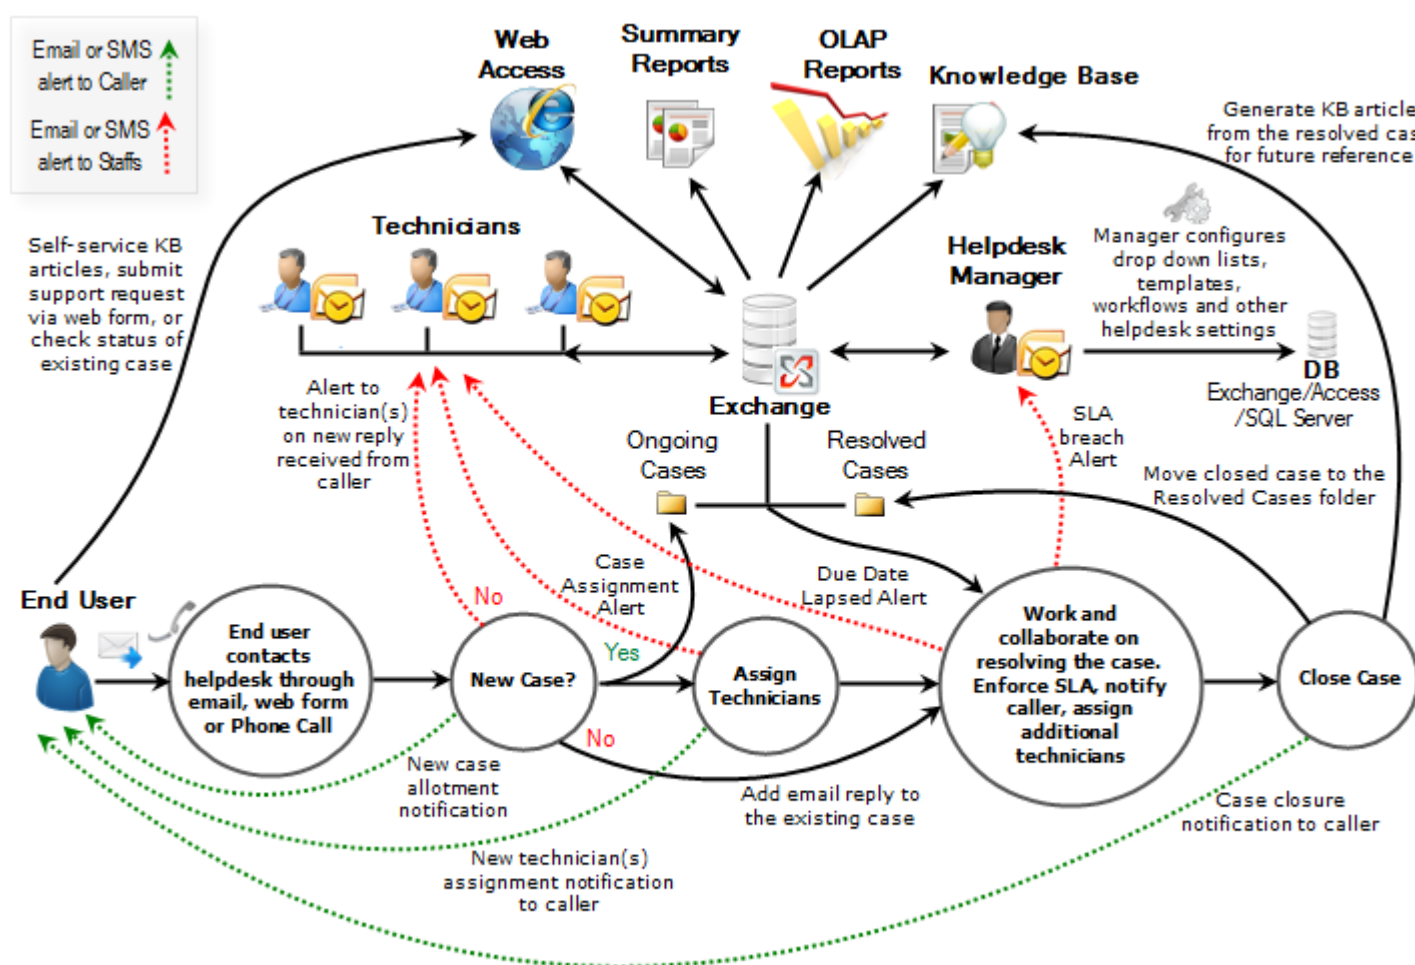 Email or SMS
alert to Caller
Email or SMS
alert to Staffs
Web
Access
Summary
Reports
OLAP
Reports
Knowledge Base
Generate KB article
from the resolved cas
for future reference
Self-service KB
articles, submit
support request
via web form, or
check status of
existing case
Technicians
Helpdesk
Manager
Manager configures
drop down lists,
templates,
workflows and other
helpdesk settings
DB
Exchange/Access
/SQL Server
Exchange
Alert to
technician(s)
on new reply
received from
caller
Ongoing
Cases
Resolved
Cases
SLA
breach
Alert
Move closed case to the
Resolved Cases folder
Case
Assignment
Alert
Due Date
Lapsed Alert
End User
End user
contacts
helpdesk through
email, web form
or Phone Call
No
New Case?
Yes
No
Assign
Technicians
Work and
collaborate on
resolving the case.
Enforce SLA, notify
caller, assign
additional
technicians
Close Case
New case
allotment
notification
Add email reply to
the existing case
Case closure
notification to caller
New technician(s)
assignment notification
to caller